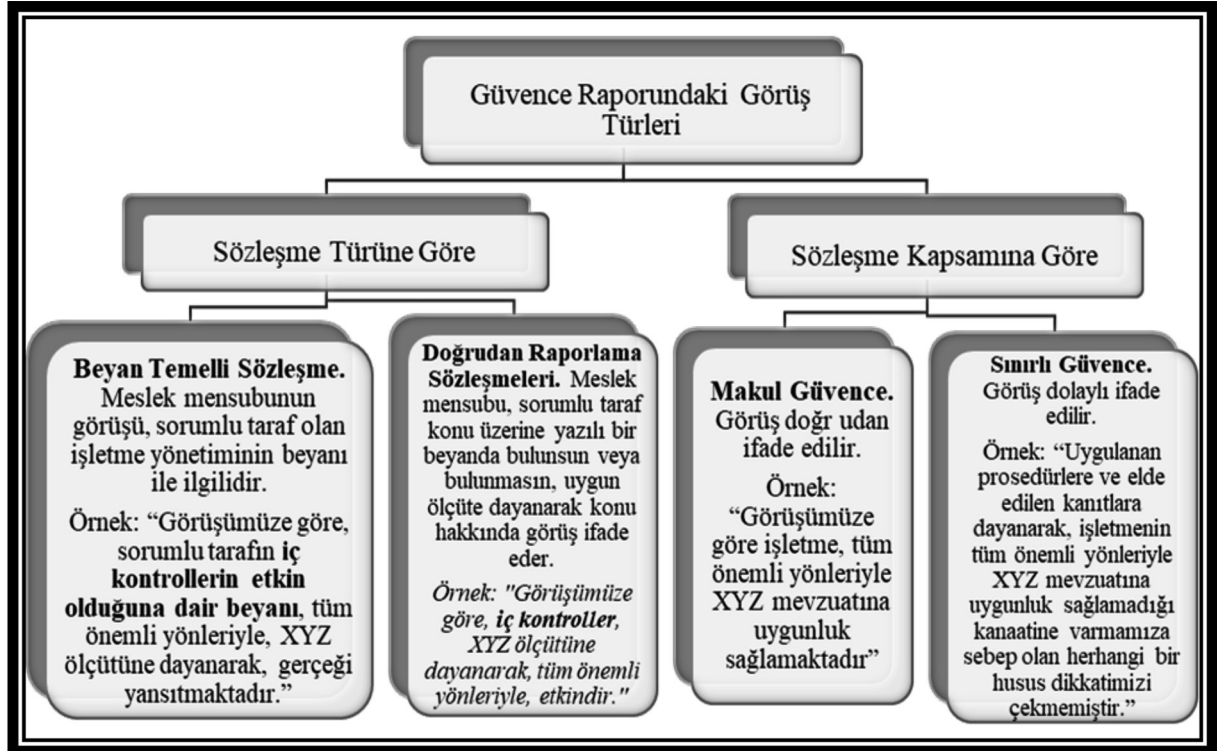 Güvence Raporundaki Görüş
Türleri
Sözleşme Türüne Göre
Sözleşme Kapsamına Göre
Beyan Temelli Sözleşme.
Meslek mensubunun
görüşü, sorumlu taraf olan
işletme yönetiminin beyanı
ile ilgilidir.
Örnek: “Görüşümüze göre,
sorumlu tarafın iç
kontrollerin etkin
olduğuna dair beyanı, tüm
önemli yönleriyle, XYZ
ölçütüne dayanarak, gerçeği
yansıtmaktadır.”
Doğrudan Raporlama
Sözleşmeleri. Meslek
mensubu, sorumlu taraf
konu üzerine yazılı bir
beyanda bulunsun veya
bulunmasın, uygun
ölçüte dayanarak konu
hakkında görüş ifade
eder.
Örnek: "Görüşümüze
göre, iç kontroller,
XYZ ölçütüne
dayanarak, tüm önemli
yönleriyle, etkindir."
Makul Güvence.
Görüş doğr udan
ifade edilir.
Örnek:
“Görüşümüze
göre işletme, tüm
önemli yönleriyle
XYZ mevzuatına
uygunluk
sağlamaktadır”
Sınırlı Güvence.
Görüş dolaylı ifade
edilir.
Örnek: “Uygulanan
prosedürlere ve elde
edilen kanıtlara
dayanarak, işletmenin
tüm önemli yönleriyle
XYZ mevzuatına
uygunluk sağlamadığı
kanaatine varmamıza
sebep olan herhangi bir
husus dikkatimizi
çekmemiştir.”